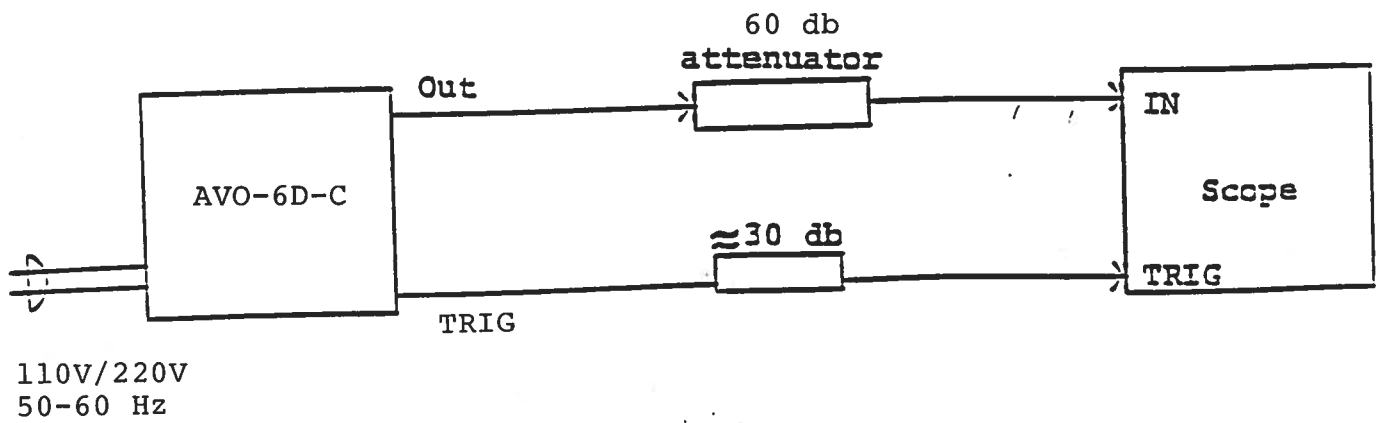 60 db
attenuator
Out
IN
AVO-6D-C
Scope
≈30 db
TRIG
TRIG
110V/220V
50-60 Hz